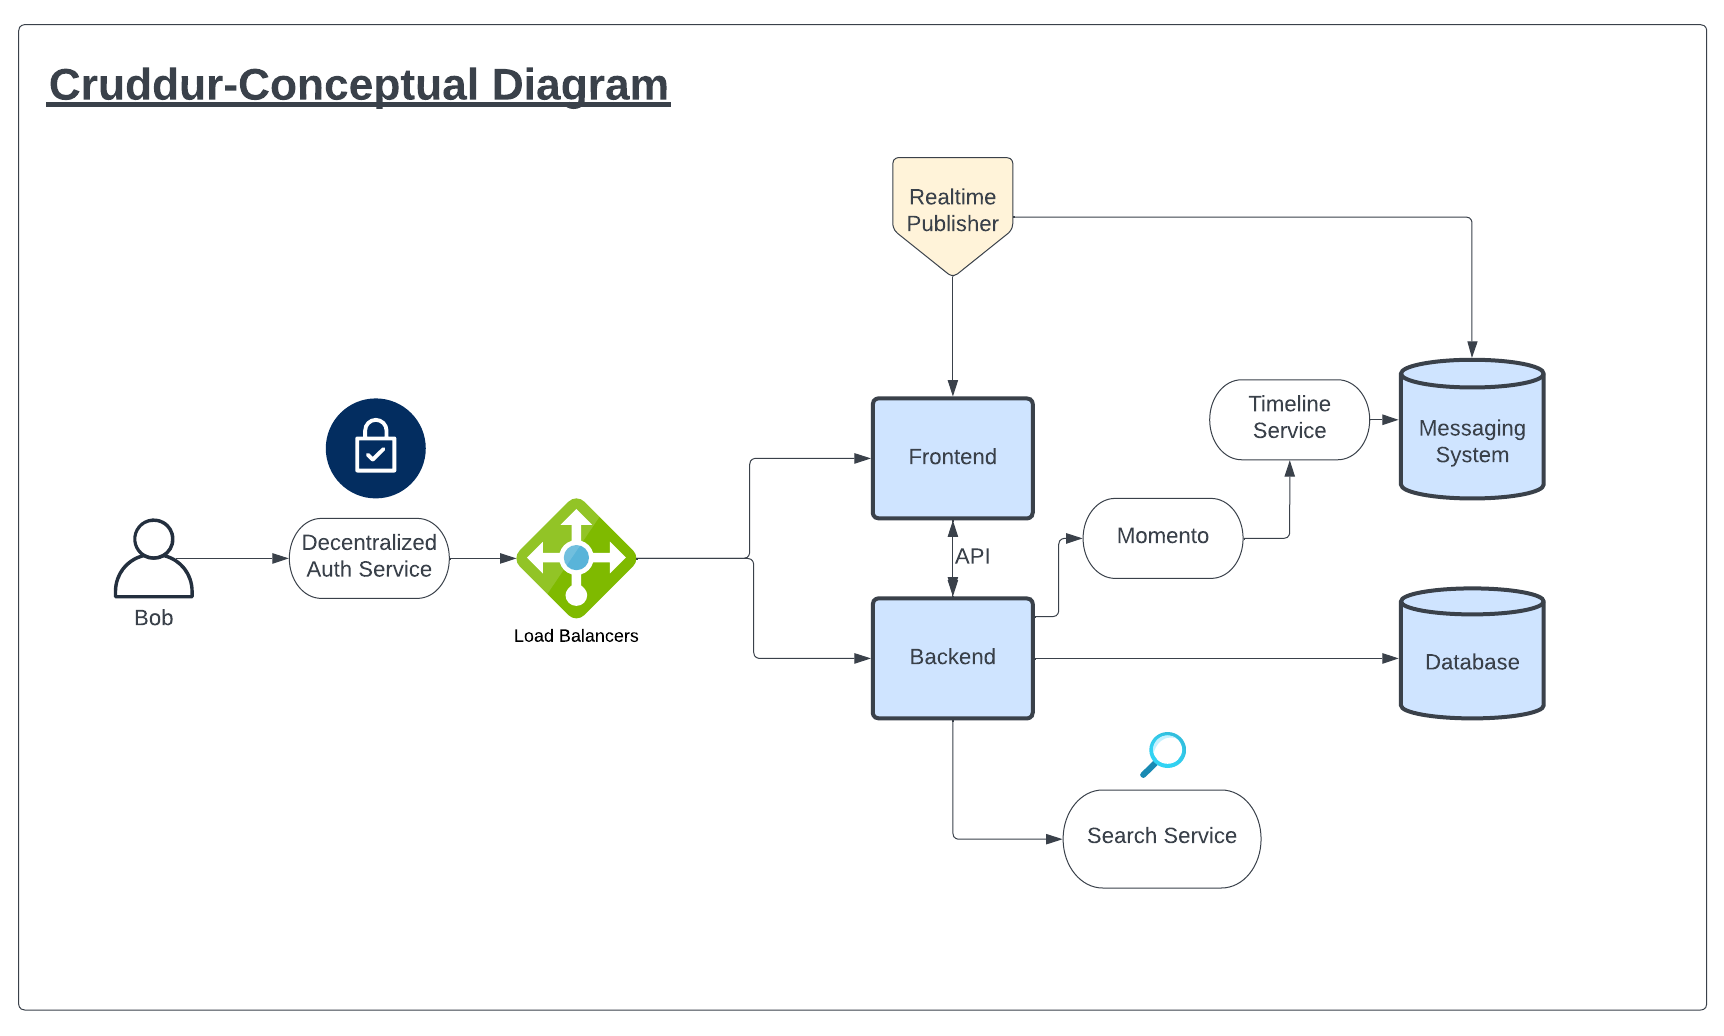 Cruddur-Conceptual Diagram
Realtime
Publisher
Timeline
Service
Messaging
System
Frontend
Decentralized
Auth Service
Momento
API
Bob
Load Balancers
Backend
Database
Search Service